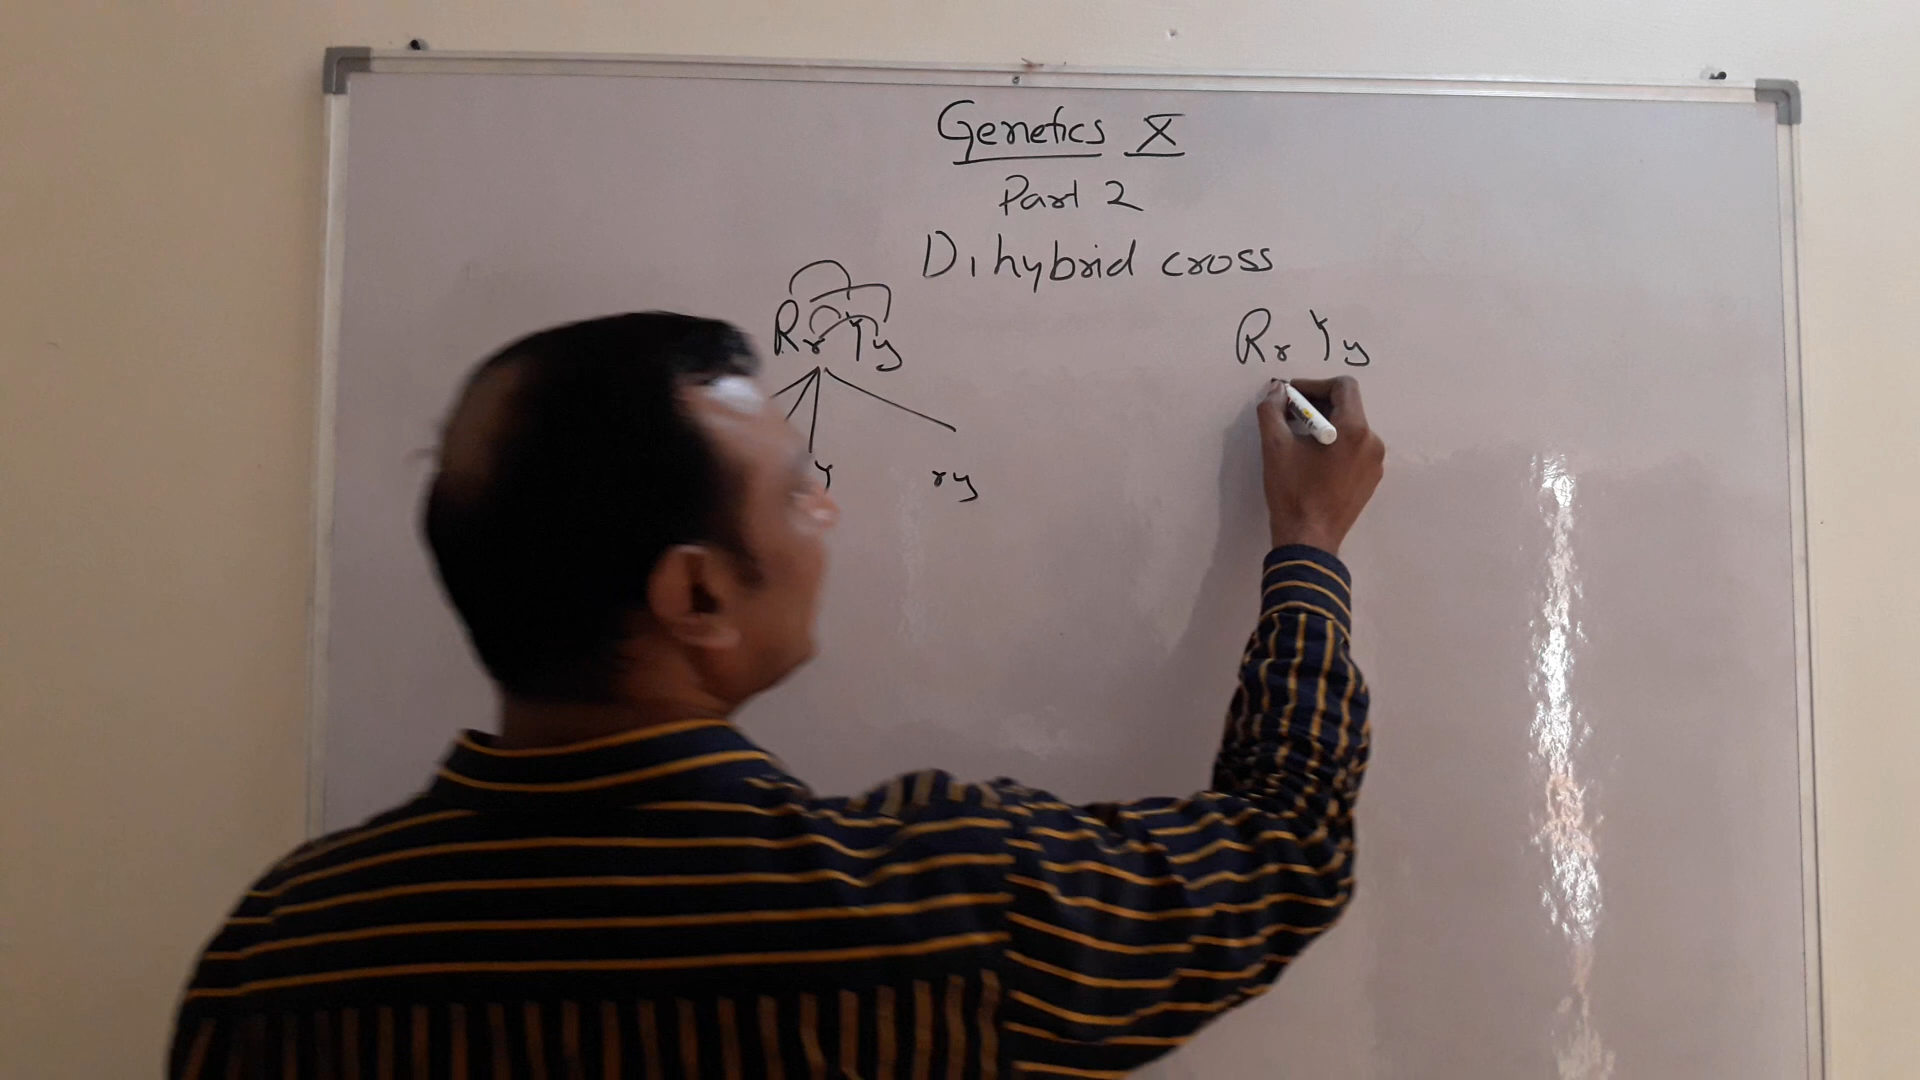 Genetics X
Part 2
Dihybrid cross
RrYy RrYy
Y ry